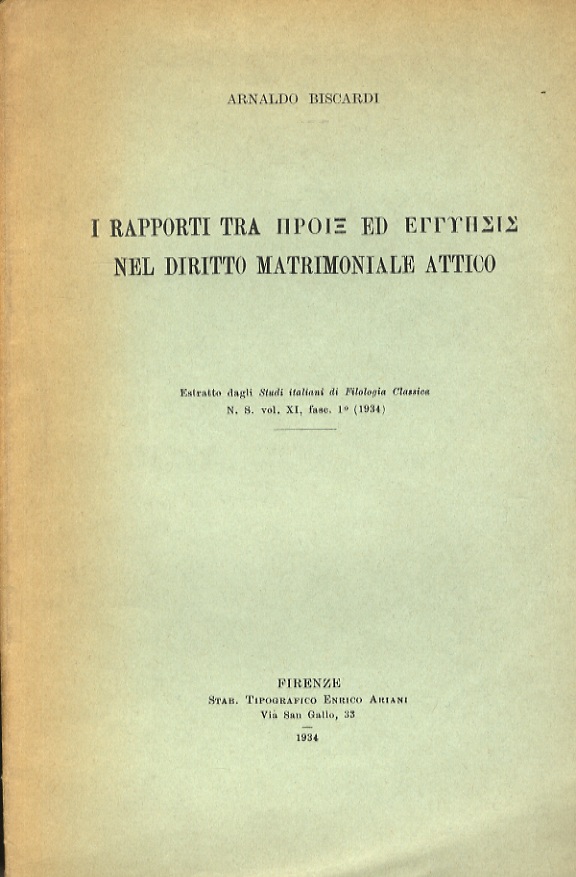 ARNALDO BISCARDI
I RAPPORTI TRA ΠΡΟΙΞ ED ΕΓΓΥΗΣΙΣ
NEL DIRITTO MATRIMONIALE ATTICO
Estratto dagli Studi italiani di Filologia Classica
N. S. vol. XI, fasc. 1º (1934)
FIRENZE
STAB. TIPOGRAFICO ENRICO ARIANI
Via San Gallo, 33
1934